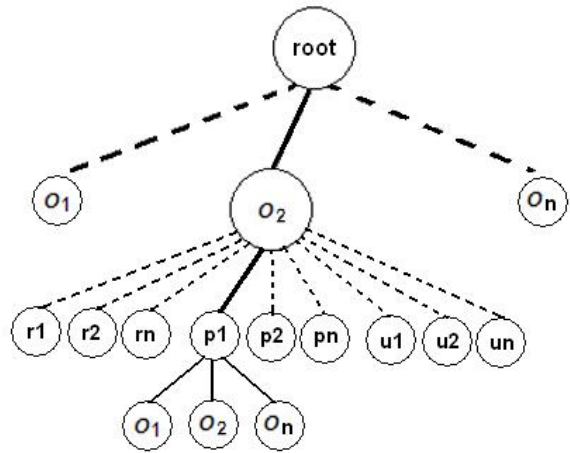 root
O1
O2
On
r1 r2 rn p1 p2 pn u1 u2 un
O1 O2 On